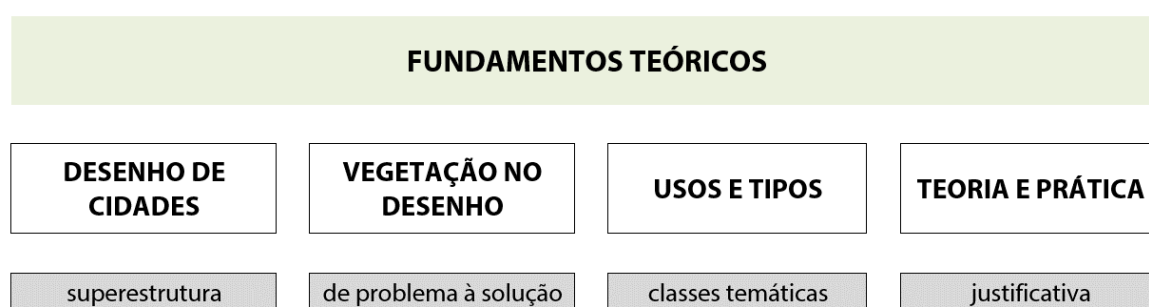 FUNDAMENTOS TEÓRICOS
DESENHO DE
CIDADES
VEGETAÇÃO NO
DESENHO
USOS E TIPOS
TEORIA E PRÁTICA
superestrutura
de problema à solução
classes temáticas
justificativa